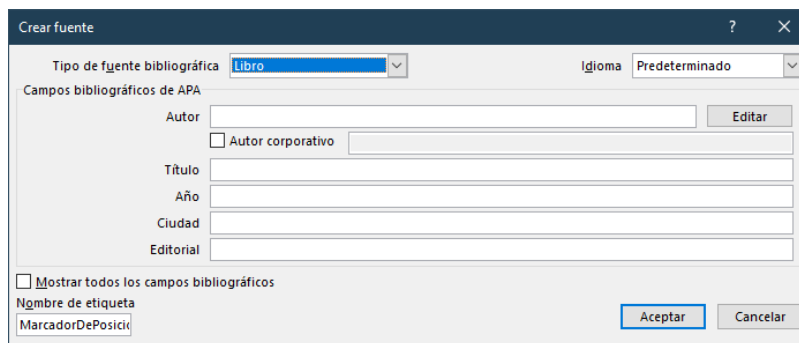 Crear fuente ?
Tipo de fuente bibliográfica Libro Idioma Predeterminado
Campos bibliográficos de APA
Autor Editar
Autor corporativo
Título
Año
Ciudad
Editorial
Mostrar todos los campos bibliográficos
Nombre de etiqueta
MarcadorDePosició Aceptar Cancelar